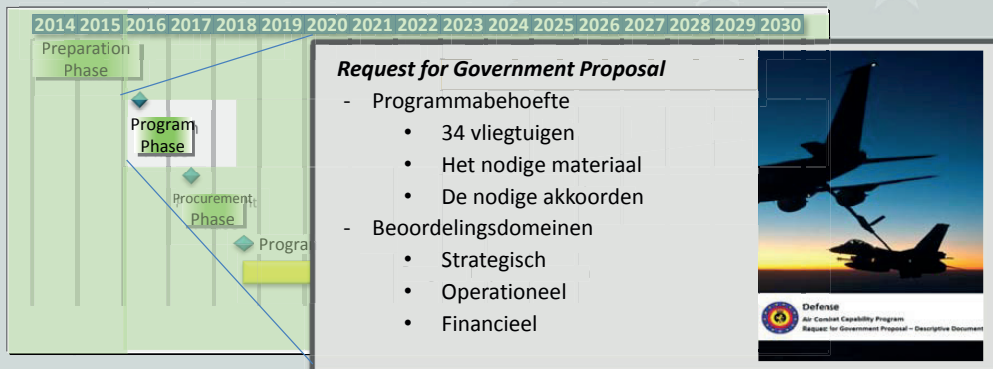 2014 2015 2016 2017 2018 2019 2020 2021 2022 2023 2024 2025 2026 2027 2028 2029 2030
Preparation
Phase
Program
Phase
Procurement
Phase
Progra
Request for Government Proposal
- Programmabehoefte
• 34 vliegtuigen
• Het nodige materiaal
• De nodige akkoorden
- Beoordelingsdomeinen
• Strategisch
• Operationeel
• Financieel
Defense
Air Combat Capability Program
Request for Government Proposal – Descriptive Document